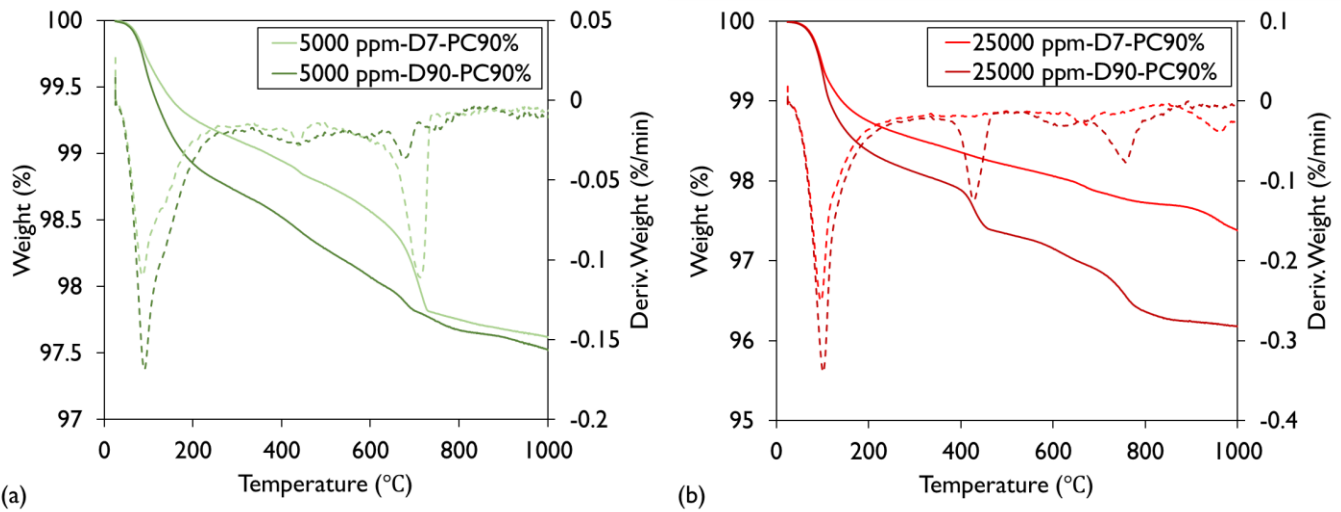 100
99.5
99
98.5
98
97.5
97
0.05
0
-0.05
-0.1
-0.15
-0.2
0 200 400 600 800 1000
Weight (%)
Deriv. Weight (%/min)
Temperature (°C)
5000 ppm-D7-PC90%
5000 ppm-D90-PC90%
(a)
100
99
98
97
96
95
0.1
0
-0.1
-0.2
-0.3
-0.4
0 200 400 600 800 1000
Weight (%)
Deriv. Weight (%/min)
Temperature (°C)
25000 ppm-D7-PC90%
25000 ppm-D90-PC90%
(b)